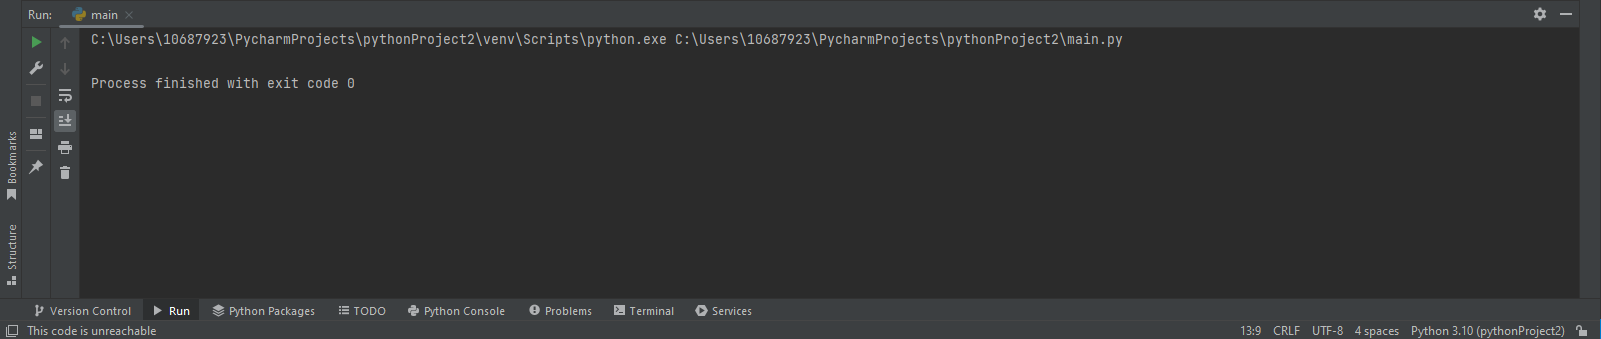 Run: main
C:\Users\10687923\PycharmProjects\pythonProject2\venv\Scripts\python.exe C:\Users\10687923\PycharmProjects\pythonProject2\main.py
Process finished with exit code 0
Bookmarks
Structure
Version Control Run Python Packages TODO Python Console Problems Terminal Services
This code is unreachable 13:9 CRLF UTF-8 4 spaces Python 3.10 (pythonProject2)